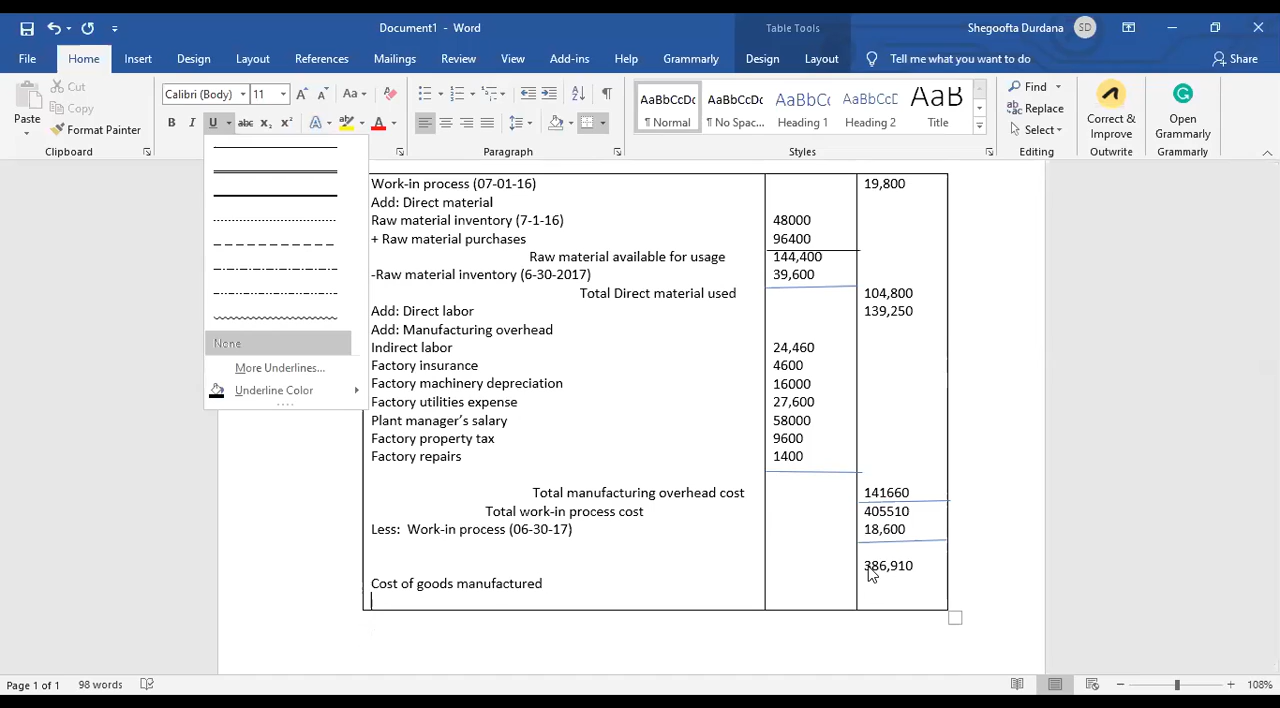 Document1 - Word
Table Tools
Shegoofta Durdana
SD
File Home Insert Design Layout References Mailings Review View Add-ins Help Grammarly Design Layout Tell me what you want to do Share
Paste
Cut
Copy
Format Painter
Calibri (Body) 11
Aa
B I U abc x₂ x² A ab A
¶
AaBbCcDc AaBbCcDc AaBbCc AaBbCcD AaB
¶ Normal ¶ No Spac... Heading 1 Heading 2 Title
Find
Replace
Select
Correct & Improve
Open Grammarly
Clipboard Paragraph Styles Editing Outwrite Grammarly
None
More Underlines...
Underline Color
Work-in process (07-01-16) 19,800
Add: Direct material
Raw material inventory (7-1-16) 48000
+ Raw material purchases 96400
Raw material available for usage 144,400
-Raw material inventory (6-30-2017) 39,600
Total Direct material used 104,800
Add: Direct labor 139,250
Add: Manufacturing overhead
Indirect labor 24,460
Factory insurance 4600
Factory machinery depreciation 16000
Factory utilities expense 27,600
Plant manager’s salary 58000
Factory property tax 9600
Factory repairs 1400
Total manufacturing overhead cost 141660
Total work-in process cost 405510
Less: Work-in process (06-30-17) 18,600
386,910
Cost of goods manufactured
Page 1 of 1 98 words 108%